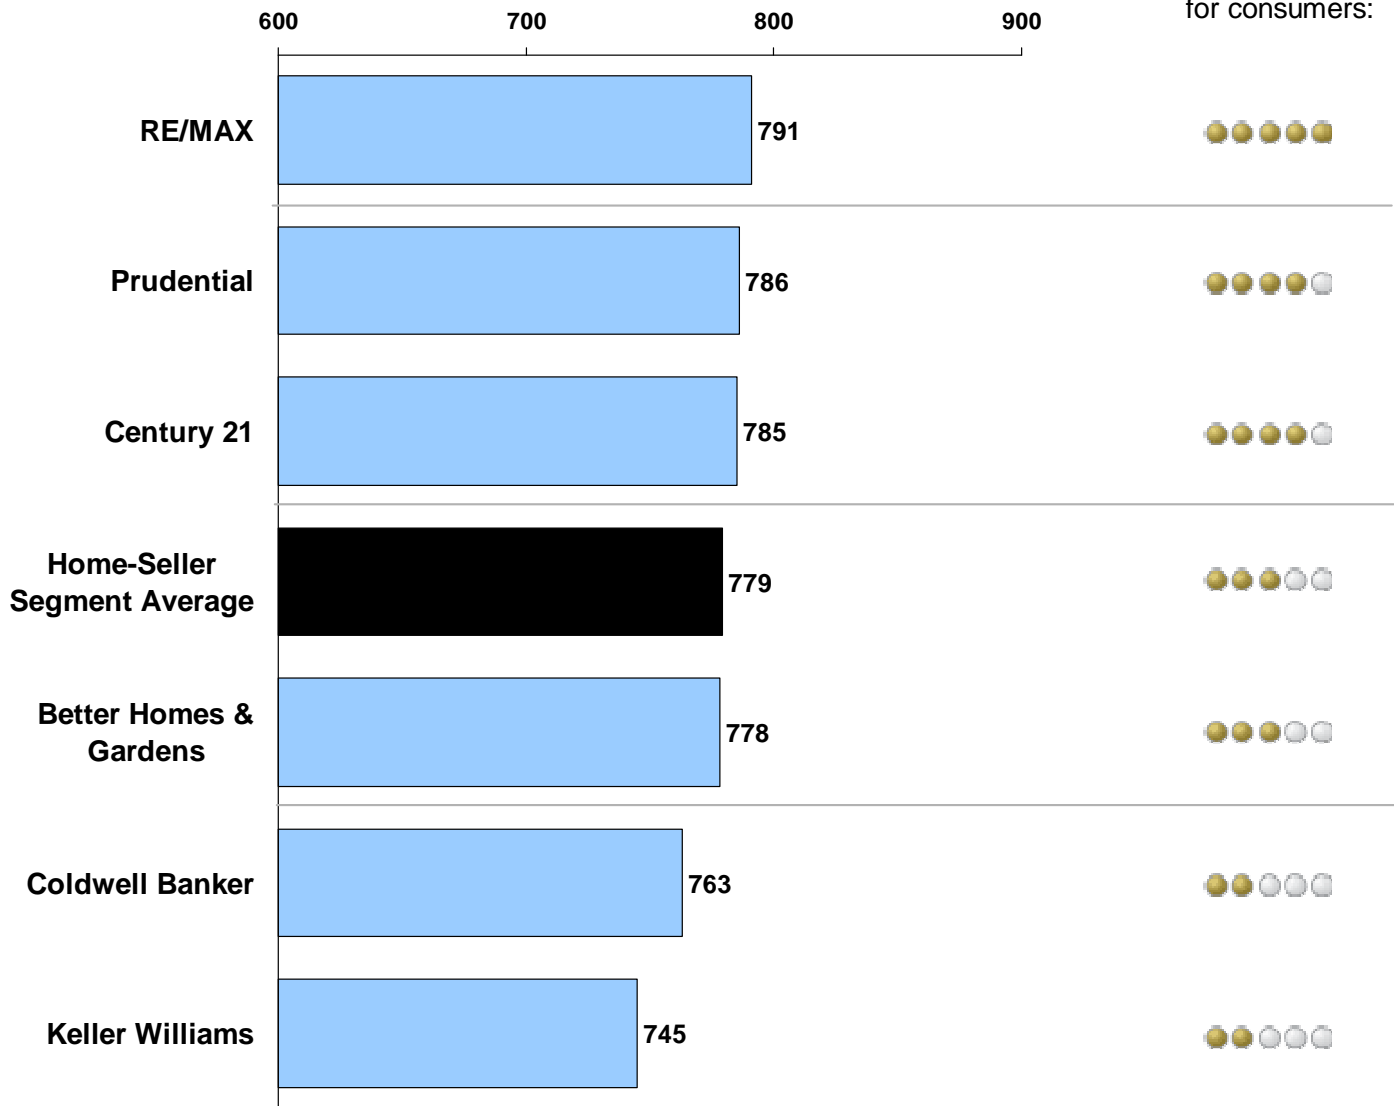 for consumers:
600 700 800 900
RE/MAX 791
Prudential 786
Century 21 785
Home-Seller
Segment Average 779
Better Homes &
Gardens 778
Coldwell Banker 763
Keller Williams 745